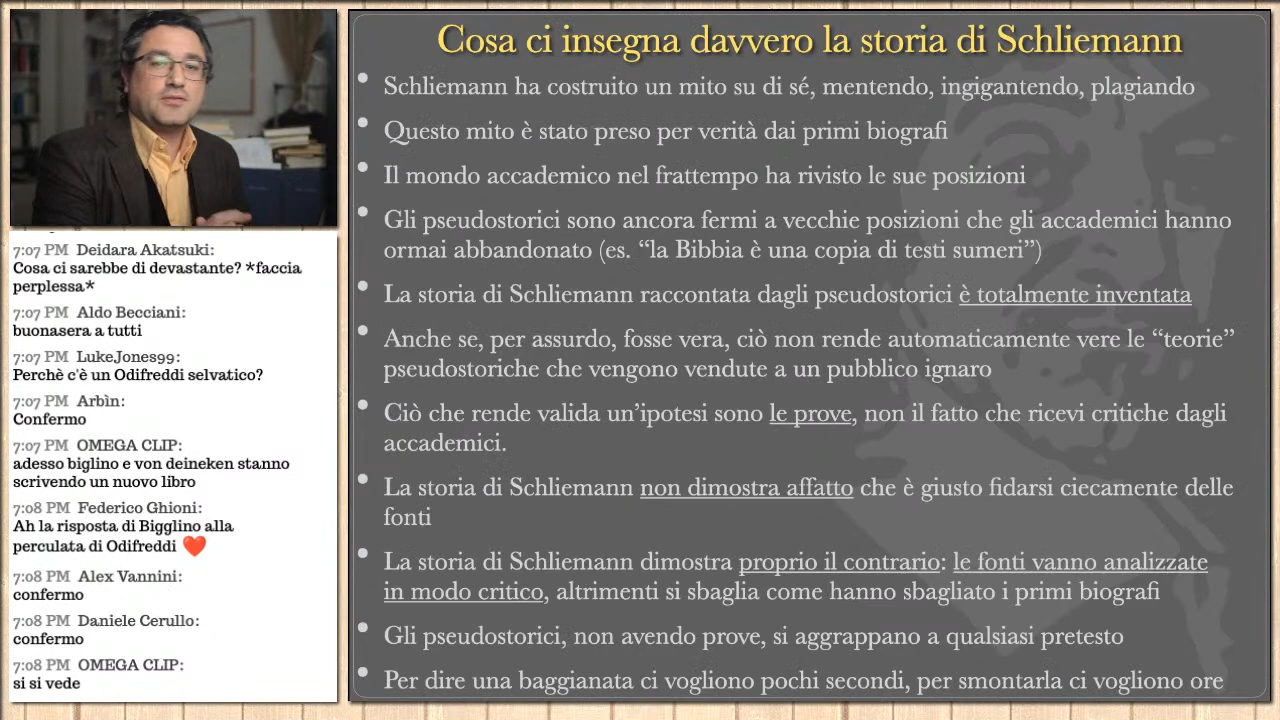 Cosa ci insegna davvero la storia di Schliemann
• Schliemann ha costruito un mito su di sé, mentendo, ingigantendo, plagiando
• Questo mito è stato preso per verità dai primi biografi
• Il mondo accademico nel frattempo ha rivisto le sue posizioni
• Gli pseudostorici sono ancora fermi a vecchie posizioni che gli accademici hanno
ormai abbandonato (es. “la Bibbia è una copia di testi sumeri”)
• La storia di Schliemann raccontata dagli pseudostorici è totalmente inventata
• Anche se, per assurdo, fosse vera, ciò non rende automaticamente vere le “teorie”
pseudostoriche che vengono vendute a un pubblico ignaro
• Ciò che rende valida un’ipotesi sono le prove, non il fatto che ricevi critiche dagli
accademici.
• La storia di Schliemann non dimostra affatto che è giusto fidarsi ciecamente delle
fonti
• La storia di Schliemann dimostra proprio il contrario: le fonti vanno analizzate
in modo critico, altrimenti si sbaglia come hanno sbagliato i primi biografi
• Gli pseudostorici, non avendo prove, si aggrappano a qualsiasi pretesto
• Per dire una baggianata ci vogliono pochi secondi, per smontarla ci vogliono ore
7:07 PM Deidara Akatsuki:
Cosa ci sarebbe di devastante? *faccia
perplessa*
7:07 PM Aldo Becciani:
buonasera a tutti
7:07 PM LukeJones99:
Perchè c'è un Odifreddi selvatico?
7:07 PM Arbìn:
Confermo
7:07 PM OMEGA CLIP:
adesso biglino e von deineken stanno
scrivendo un nuovo libro
7:08 PM Federico Ghioni:
Ah la risposta di Bigglino alla
perculata di Odifreddi ❤️
7:08 PM Alex Vannini:
confermo
7:08 PM Daniele Cerullo:
confermo
7:08 PM OMEGA CLIP:
si si vede